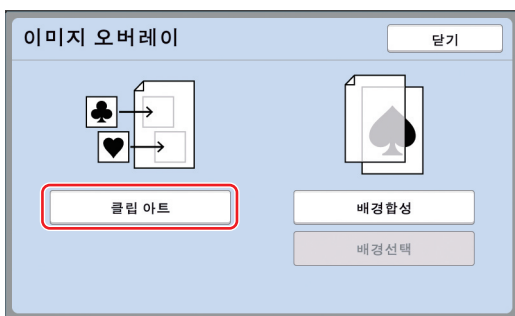 이미지 오버레이
닫기
클립 아트
배경합성
배경선택